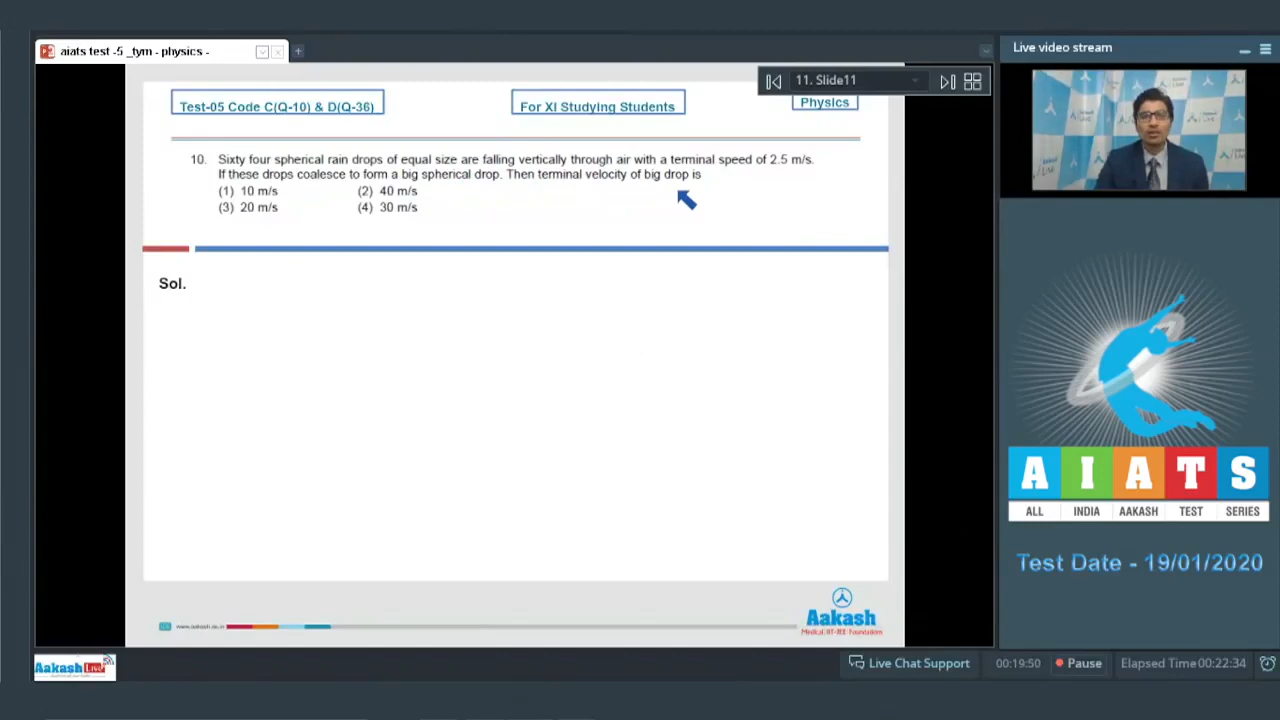 aiats test -5 _tym - physics -
Live video stream
11. Slide11
Test-05 Code C(Q-10) & D(Q-36)
For XI Studying Students
Physics
10. Sixty four spherical rain drops of equal size are falling vertically through air with a terminal speed of 2.5 m/s.
If these drops coalesce to form a big spherical drop. Then terminal velocity of big drop is
(1) 10 m/s (2) 40 m/s
(3) 20 m/s (4) 30 m/s
Sol.
A I A T S
ALL INDIA AAKASH TEST SERIES
Test Date - 19/01/2020
www.aakash.ac.in
Aakash
Medical|IIT-JEE|Foundations
Aakash Live
Live Chat Support
00:19:50
Pause
Elapsed Time 00:22:34